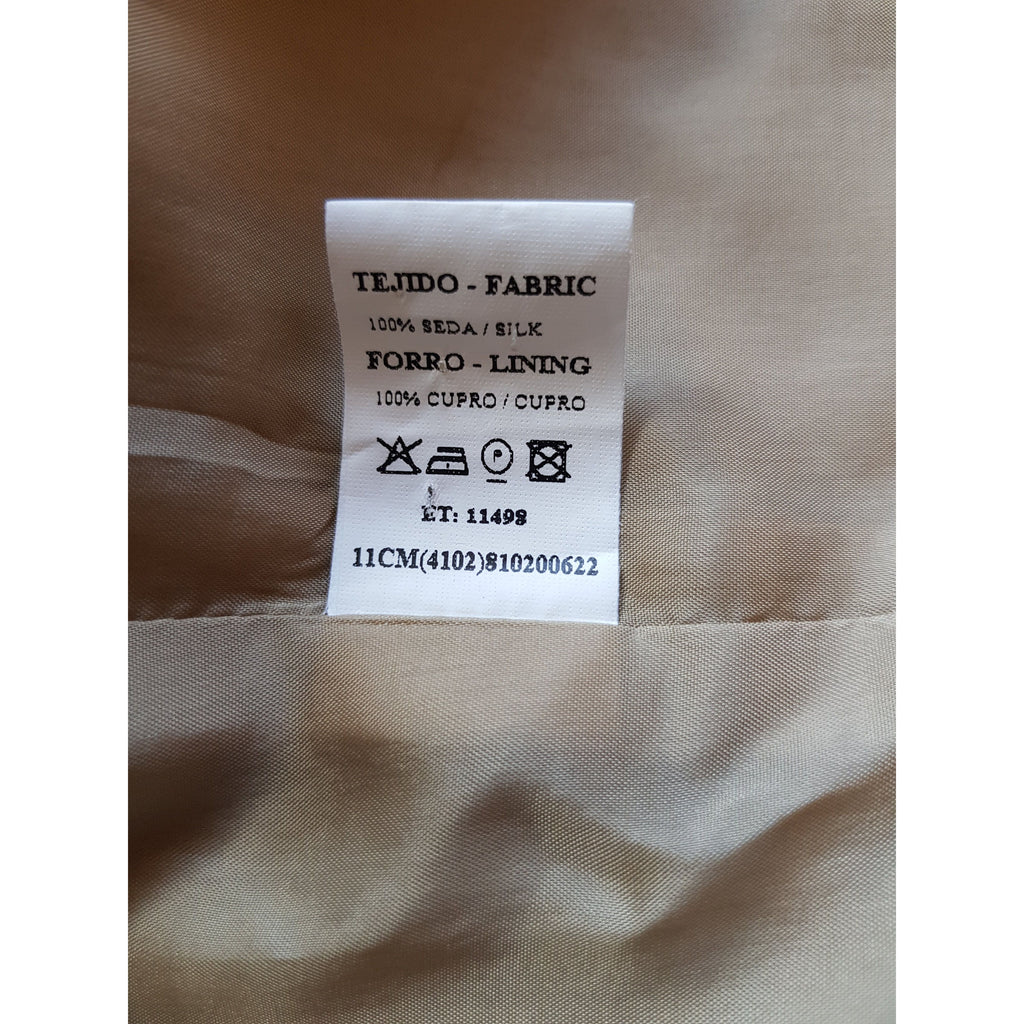 TEJIDO - FABRIC
100% SEDA / SILK
FORRO - LINING
100% CUPRO / CUPRO
P
ET: 11498
11CM(4102)810200622